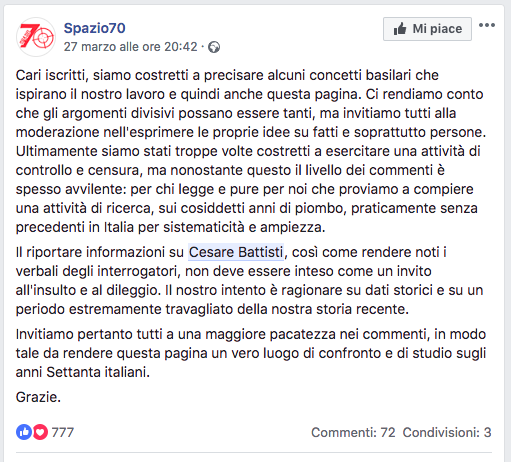 Spazio70
27 marzo alle ore 20:42 ·
Mi piace
Cari iscritti, siamo costretti a precisare alcuni concetti basilari che
ispirano il nostro lavoro e quindi anche questa pagina. Ci rendiamo conto
che gli argomenti divisivi possano essere tanti, ma invitiamo tutti alla
moderazione nell'esprimere le proprie idee su fatti e soprattutto persone.
Ultimamente siamo stati troppe volte costretti a esercitare una attività di
controllo e censura, ma nonostante questo il livello dei commenti è
spesso avvilente: per chi legge e pure per noi che proviamo a compiere
una attività di ricerca, sui cosiddetti anni di piombo, praticamente senza
precedenti in Italia per sistematicità e ampiezza.
Il riportare informazioni su Cesare Battisti, così come rendere noti i
verbali degli interrogatori, non deve essere inteso come un invito
all'insulto e al dileggio. Il nostro intento è ragionare su dati storici e su un
periodo estremamente travagliato della nostra storia recente.
Invitiamo pertanto tutti a una maggiore pacatezza nei commenti, in modo
tale da rendere questa pagina un vero luogo di confronto e di studio sugli
anni Settanta italiani.
Grazie.
777
Commenti: 72 Condivisioni: 3